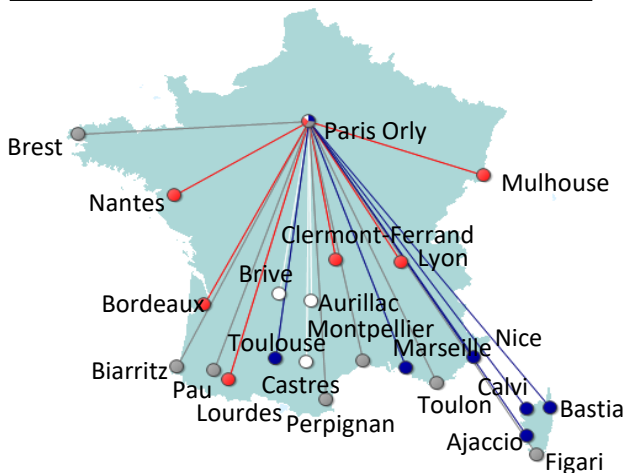 Paris Orly
Brest
Mulhouse
Nantes
Clermont-Ferrand
Lyon
Brive
Bordeaux
Aurillac
Montpellier
Nice
Toulouse
Marseille
Biarritz
Pau
Castres
Calvi
Toulon
Bastia
Lourdes
Perpignan
Ajaccio
Figari